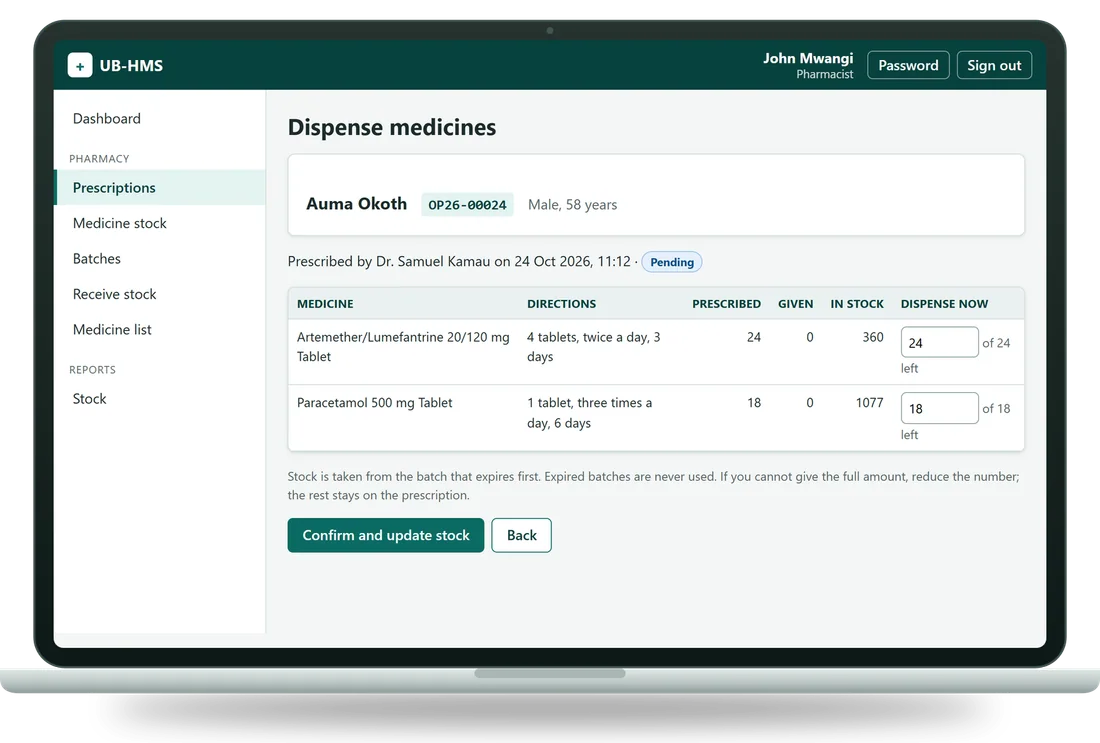 + UB-HMS
John Mwangi
Pharmacist
Password
Sign out
Dashboard
PHARMACY
Prescriptions
Medicine stock
Batches
Receive stock
Medicine list
REPORTS
Stock
Dispense medicines
Auma Okoth OP26-00024 Male, 58 years
Prescribed by Dr. Samuel Kamau on 24 Oct 2026, 11:12 · Pending
MEDICINE DIRECTIONS PRESCRIBED GIVEN IN STOCK DISPENSE NOW
Artemether/Lumefantrine 20/120 mg 4 tablets, twice a day, 3 24 0 360 24 of 24
Tablet days left
Paracetamol 500 mg Tablet 1 tablet, three times a 18 0 1077 18 of 18
day, 6 days left
Stock is taken from the batch that expires first. Expired batches are never used. If you cannot give the full amount, reduce the number;
the rest stays on the prescription.
Confirm and update stock
Back